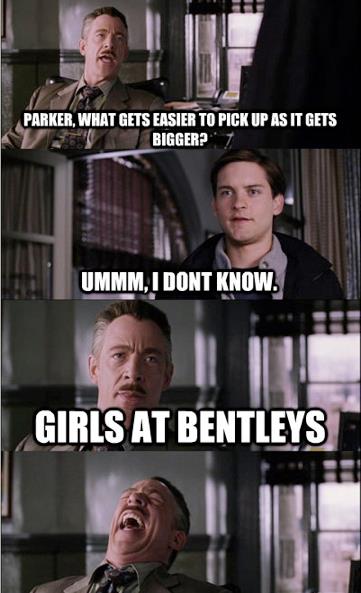 PARKER, WHAT GETS EASIER TO PICK UP AS IT GETS
BIGGER?
UMMM, I DONT KNOW.
GIRLS AT BENTLEYS